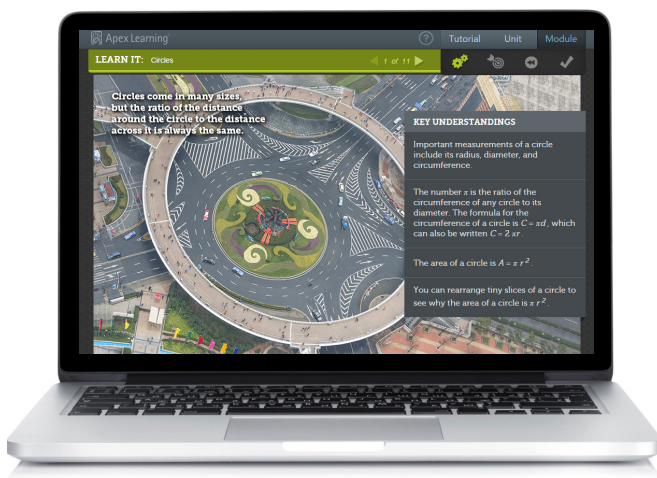 Apex Learning
? Tutorial Unit Module
LEARN IT: Circles
1 of 11
Circles come in many sizes,
but the ratio of the distance
around the circle to the distance
across it is always the same.
KEY UNDERSTANDINGS
Important measurements of a circle
include its radius, diameter, and
circumference.
The number π is the ratio of the
circumference of any circle to its
diameter. The formula for the
circumference of a circle is C = πd, which
can also be written C = 2 πr.
The area of a circle is A = π r².
You can rearrange tiny slices of a circle to
see why the area of a circle is π r².